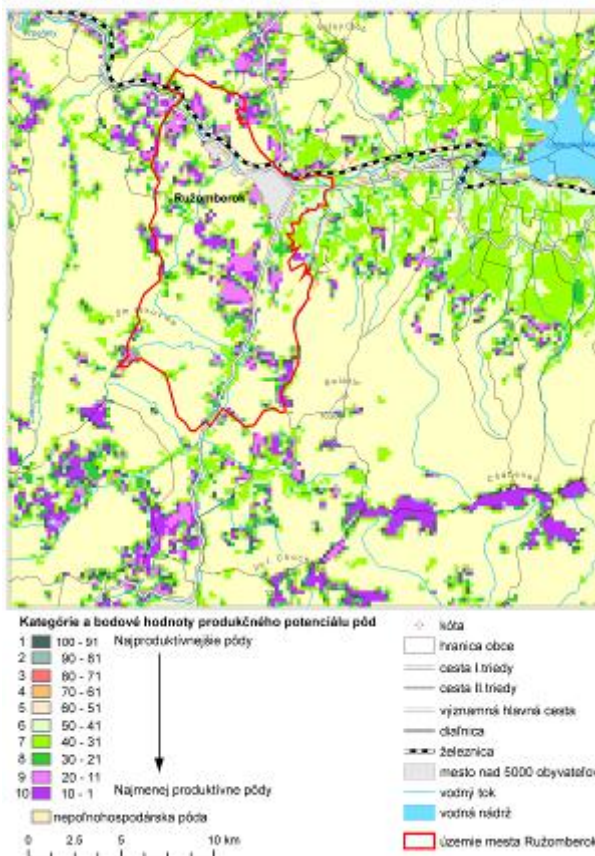 Ružomberok
Kategórie a bodové hodnoty produkčného potenciálu pôd
1 100 - 91 Najproduktívnejšie pôdy
2 90 - 81
3 80 - 71
4 70 - 61
5 60 - 51
6 50 - 41
7 40 - 31
8 30 - 21
9 20 - 11
10 10 - 1 Najmenej produktívne pôdy
nepoľnohospodárska pôda
0 2.5 5 10 km
kóta
hranica obce
cesta I.triedy
cesta II.triedy
významná hlavná cesta
diaľnica
železnica
mesto nad 5000 obyvateľov
vodný tok
vodná nádrž
územie mesta Ružomberok